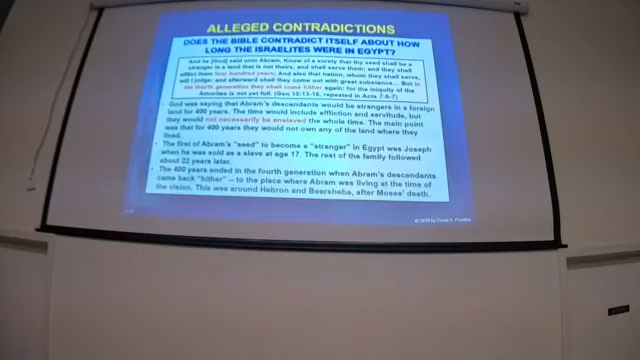 ALLEGED CONTRADICTIONS
DOES THE BIBLE CONTRADICT ITSELF ABOUT HOW
LONG THE ISRAELITES WERE IN EGYPT?
And he [God] said unto Abram, Know of a surety that thy seed shall be a
stranger in a land that is not theirs, and shall serve them; and they shall
afflict them four hundred years; And also that nation, whom they shall serve,
will I judge: and afterward shall they come out with great substance... But in
the fourth generation they shall come hither again: for the iniquity of the
Amorites is not yet full. (Gen 15:13-16, repeated in Acts 7:6-7)
• God was saying that Abram's descendants would be strangers in a foreign
land for 400 years. The time would include affliction and servitude, but
they would not necessarily be enslaved the whole time. The main point
was that for 400 years they would not own any of the land where they
lived.
• The first of Abram's "seed" to become a "stranger" in Egypt was Joseph
when he was sold as a slave at age 17. The rest of the family followed
about 22 years later.
• The 400 years ended in the fourth generation when Abram's descendants
came back "hither" – to the place where Abram was living at the time of
the vision. This was around Hebron and Beersheba, after Moses' death.